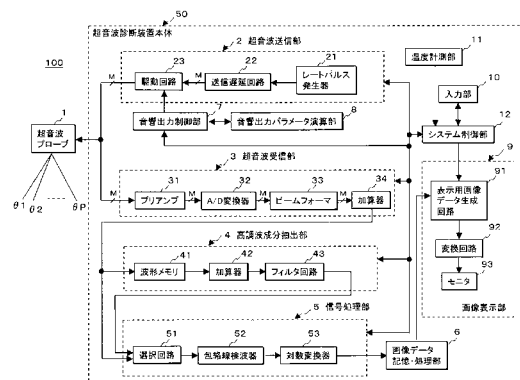 50
超音波診断装置本体
2 超音波送信部
11
温度計測部
100
M 23 M 22 21
駆動回路 送信遅延回路 レートパルス発生器
10
入力部
7 8
音響出力制御部 音響出力パラメータ演算部
12
システム制御部
1
超音波プローブ
θ1 θ2 θP
3 超音波受信部
9
M 31 M 32 M 33 M 34
プリアンプ A/D変換器 ビームフォーマ 加算器
91
表示用画像データ生成回路
4 高調波成分抽出部
92
変換回路
41 42 43
波形メモリ 加算器 フィルタ回路
93
モニタ
画像表示部
5 信号処理部
51 52 53 6
選択回路 包絡線検波器 対数変換器 画像データ記憶・処理部